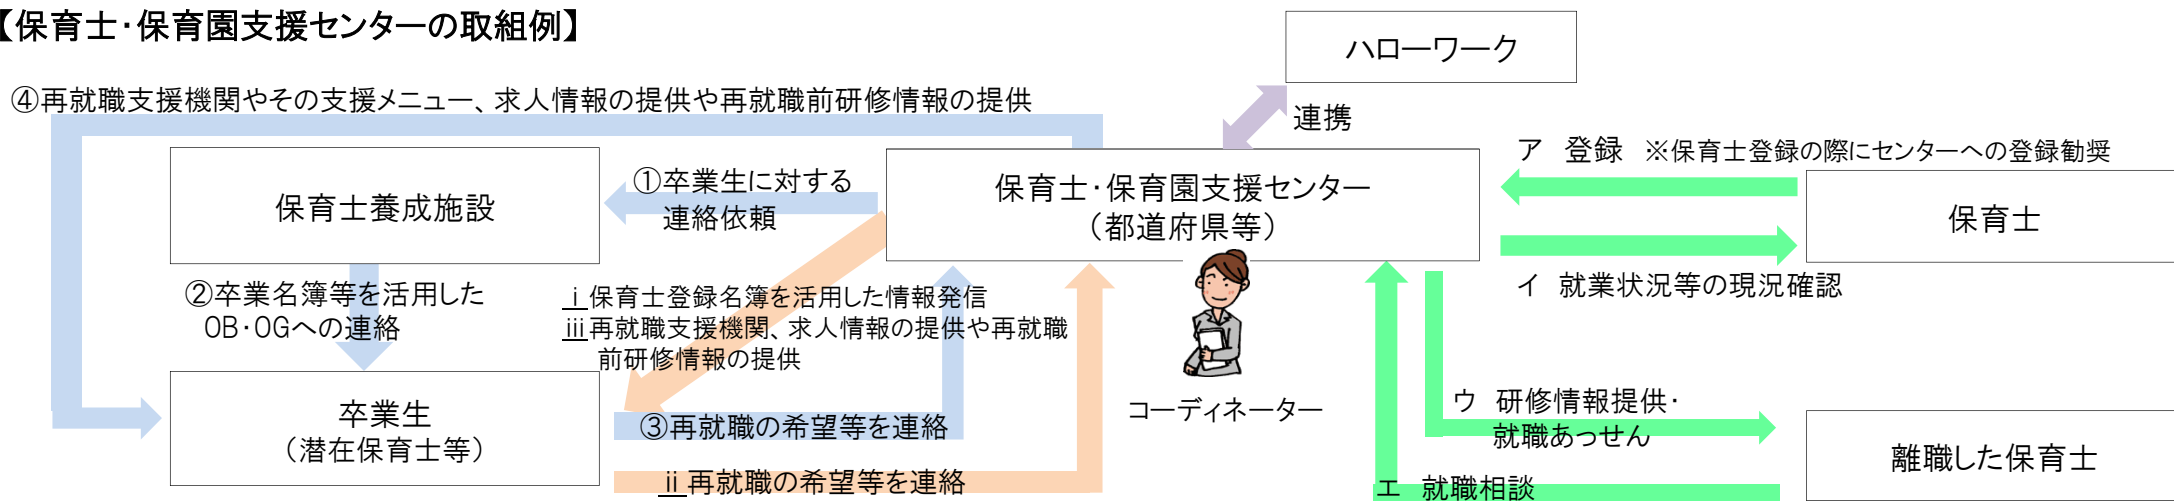 【保育士・保育園支援センターの取組例】
ハローワーク
④再就職支援機関やその支援メニュー、求人情報の提供や再就職前研修情報の提供
連携
ア 登録 ※保育士登録の際にセンターへの登録勧奨
保育士養成施設
①卒業生に対する
連絡依頼
保育士・保育園支援センター
（都道府県等）
保育士
イ 就業状況等の現況確認
②卒業名簿等を活用した
OB・OGへの連絡
ⅰ保育士登録名簿を活用した情報発信
ⅲ再就職支援機関、求人情報の提供や再就職
前研修情報の提供
コーディネーター
卒業生
（潜在保育士等）
③再就職の希望等を連絡
ⅱ再就職の希望等を連絡
ウ 研修情報提供・
就職あっせん
離職した保育士
エ 就職相談